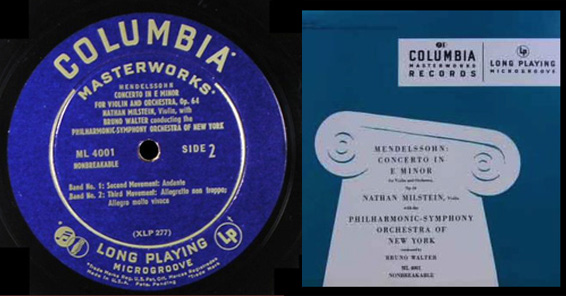 COLUMBIA
MASTERWORKS
MENDELSSOHN
CONCERTO IN E MINOR
FOR VIOLIN AND ORCHESTRA, Op. 64
NATHAN MILSTEIN, Violin, with
BRUNO WALTER conducting the
PHILHARMONIC-SYMPHONY ORCHESTRA OF NEW YORK
ML 4001
NONBREAKABLE
SIDE 2
Band No. 1: Second Movement: Andante
Band No. 2: Third Movement: Allegretto non troppo;
Allegro molto vivace
(XLP 277)
LONG PLAYING
MICROGROOVE
LP
COLUMBIA
MASTERWORKS
RECORDS
LP
LONG PLAYING
MICROGROOVE
MENDELSSOHN:
CONCERTO IN
E MINOR
for Violin and Orchestra,
Op. 64
NATHAN MILSTEIN, Violin
with the
PHILHARMONIC-SYMPHONY
ORCHESTRA OF
NEW YORK
conducted by
BRUNO WALTER
ML 4001
NONBREAKABLE